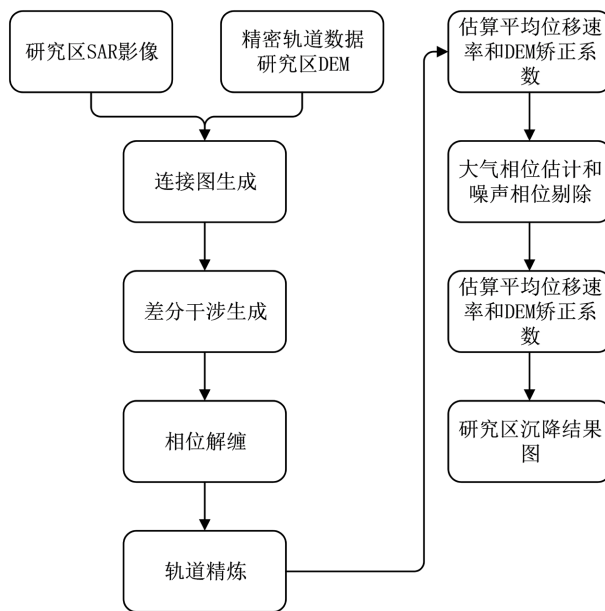 研究区SAR影像
精密轨道数据
研究区DEM
连接图生成
差分干涉生成
相位解缠
轨道精炼
估算平均位移速
率和DEM矫正系
数
大气相位估计和
噪声相位剔除
估算平均位移速
率和DEM矫正系
数
研究区沉降结果
图